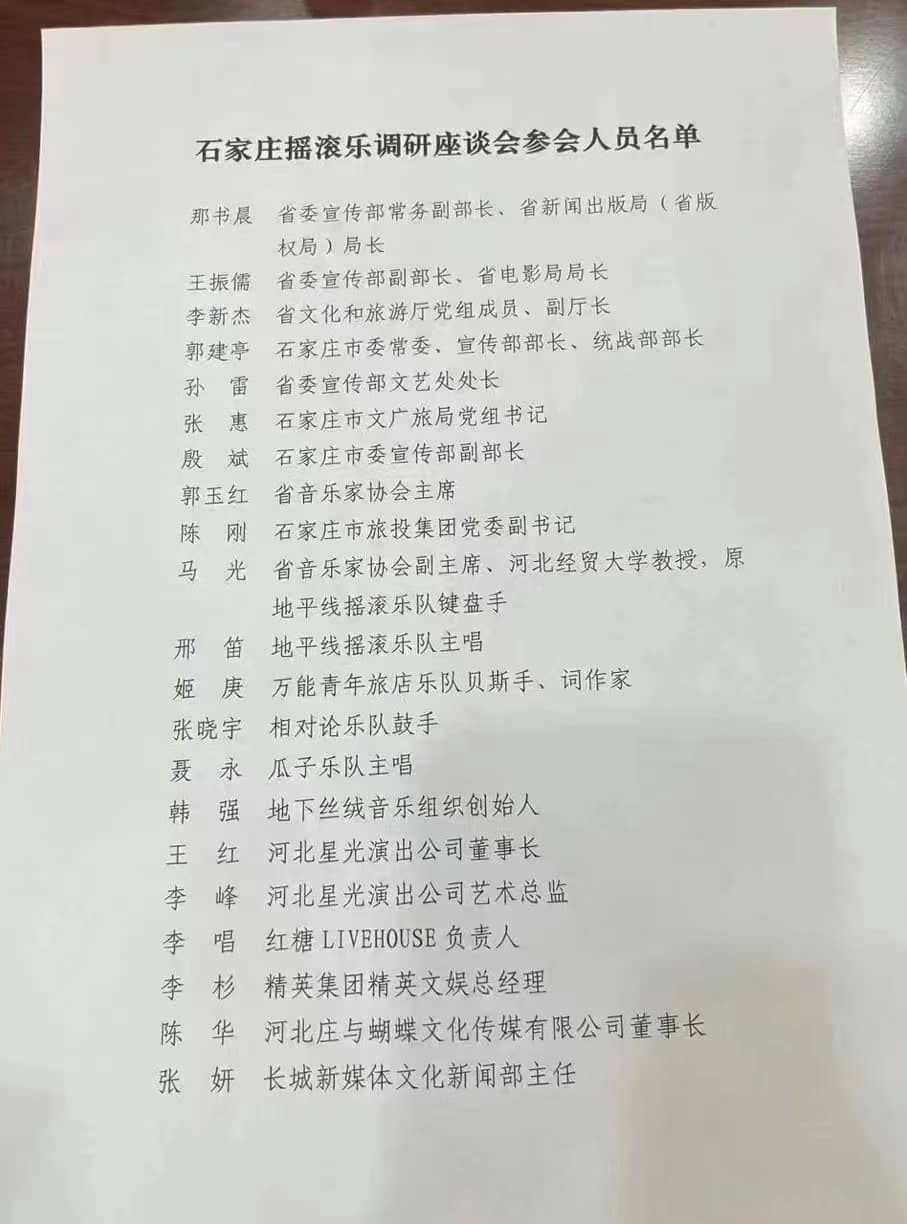 石家庄摇滚乐调研座谈会参会人员名单
那书晨 省委宣传部常务副部长、省新闻出版局（省版
权局）局长
王振儒 省委宣传部副部长、省电影局局长
李新杰 省文化和旅游厅党组成员、副厅长
郭建亭 石家庄市委常委、宣传部部长、统战部部长
孙 雷 省委宣传部文艺处处长
张 惠 石家庄市文广旅局党组书记
殷 斌 石家庄市委宣传部副部长
郭玉红 省音乐家协会主席
陈 刚 石家庄市旅投集团党委副书记
马 光 省音乐家协会副主席、河北经贸大学教授，原
地平线摇滚乐队键盘手
邢 笛 地平线摇滚乐队主唱
姬 庚 万能青年旅店乐队贝斯手、词作家
张晓宇 相对论乐队鼓手
聂 永 瓜子乐队主唱
韩 强 地下丝绒音乐组织创始人
王 红 河北星光演出公司董事长
李 峰 河北星光演出公司艺术总监
李 唱 红糖LIVEHOUSE负责人
李 杉 精英集团精英文娱总经理
陈 华 河北庄与蝴蝶文化传媒有限公司董事长
张 妍 长城新媒体文化新闻部主任